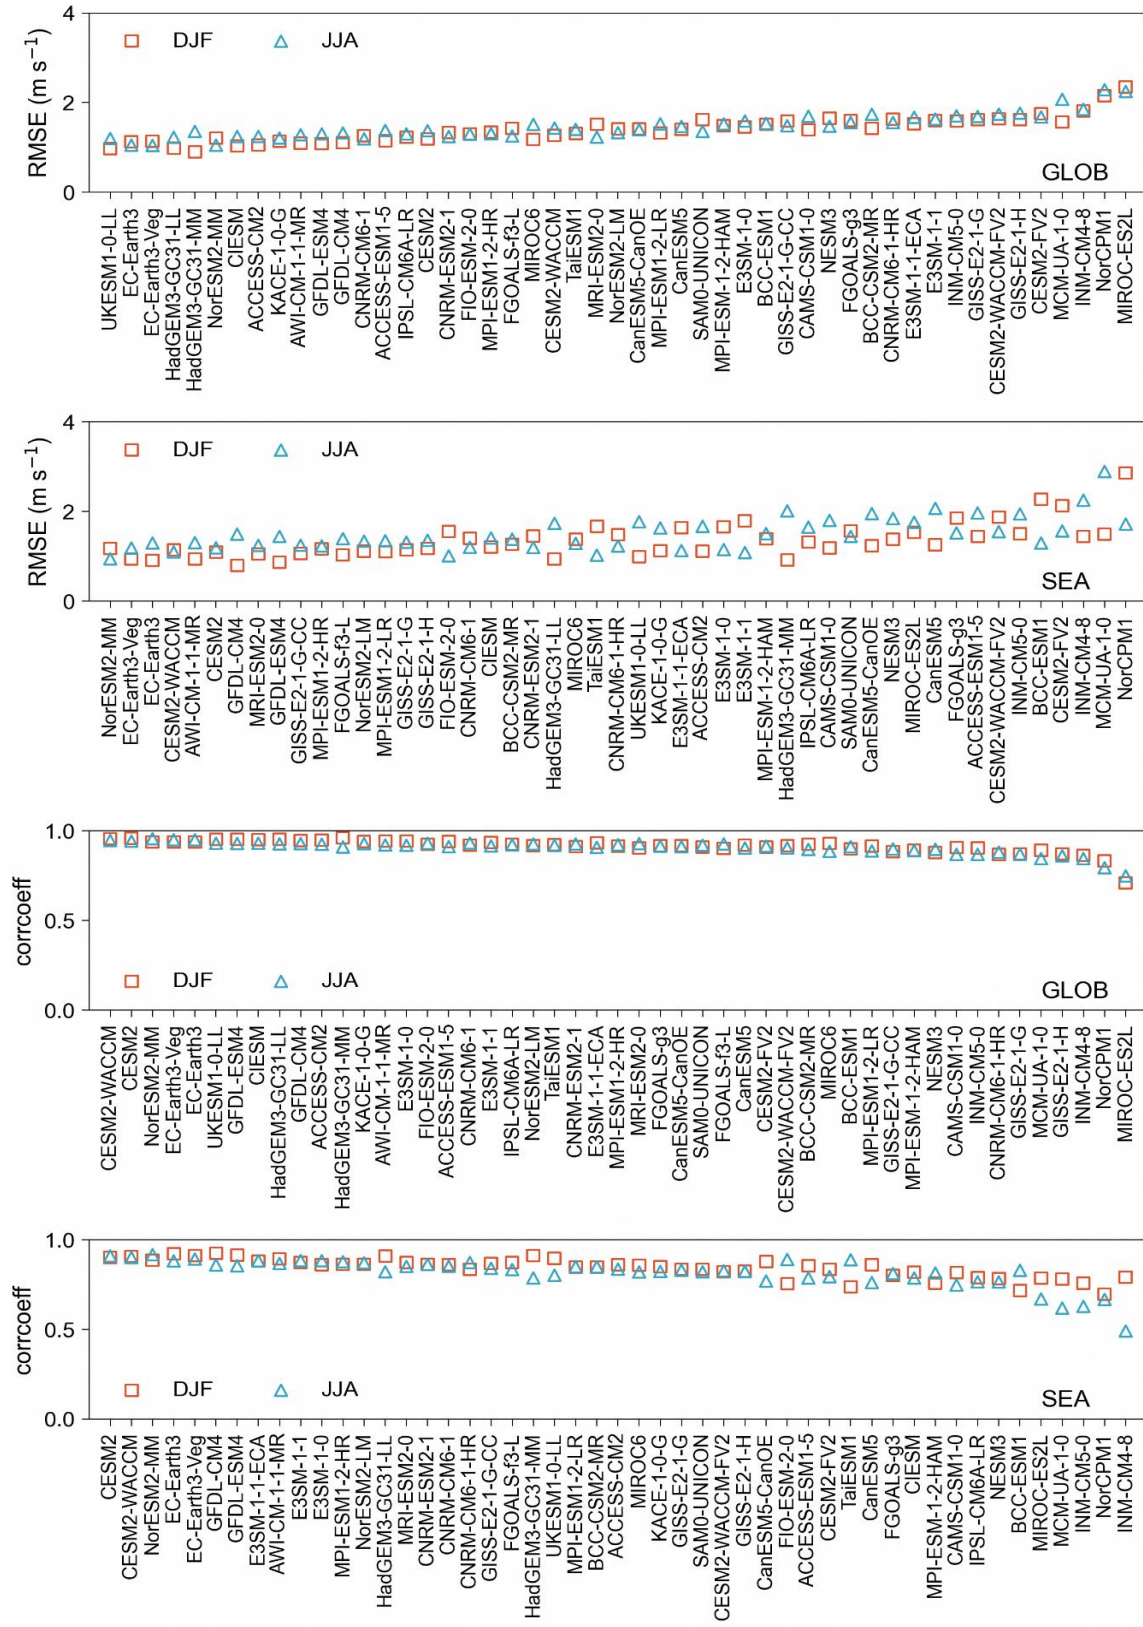 4
2
0
RMSE (m s⁻¹)
DJF JJA
GLOB
UKESM1-0-LL
EC-Earth3
EC-Earth3-Veg
HadGEM3-GC31-LL
HadGEM3-GC31-MM
NorESM2-MM
CIESM
ACCESS-CM2
KACE-1-0-G
AWI-CM-1-1-MR
GFDL-ESM4
GFDL-CM4
CNRM-CM6-1
ACCESS-ESM1-5
IPSL-CM6A-LR
CESM2
CNRM-ESM2-1
FIO-ESM-2-0
MPI-ESM1-2-HR
FGOALS-f3-L
MIROC6
CESM2-WACCM
TaiESM1
MRI-ESM2-0
NorESM2-LM
CanESM5-CanOE
MPI-ESM1-2-LR
CanESM5
SAM0-UNICON
MPI-ESM-1-2-HAM
E3SM-1-0
BCC-ESM1
GISS-E2-1-G-CC
CAMS-CSM1-0
NESM3
FGOALS-g3
BCC-CSM2-MR
CNRM-CM6-1-HR
E3SM-1-1-ECA
E3SM-1-1
INM-CM5-0
GISS-E2-1-G
CESM2-WACCM-FV2
GISS-E2-1-H
CESM2-FV2
MCM-UA-1-0
INM-CM4-8
NorCPM1
MIROC-ES2L
4
2
0
RMSE (m s⁻¹)
DJF JJA
SEA
NorESM2-MM
EC-Earth3-Veg
EC-Earth3
CESM2-WACCM
AWI-CM-1-1-MR
CESM2
GFDL-CM4
MRI-ESM2-0
GFDL-ESM4
GISS-E2-1-G-CC
MPI-ESM1-2-HR
FGOALS-f3-L
NorESM2-LM
MPI-ESM1-2-LR
GISS-E2-1-G
GISS-E2-1-H
FIO-ESM-2-0
CNRM-CM6-1
CIESM
BCC-CSM2-MR
CNRM-ESM2-1
HadGEM3-GC31-LL
MIROC6
TaiESM1
CNRM-CM6-1-HR
UKESM1-0-LL
KACE-1-0-G
E3SM-1-1-ECA
ACCESS-CM2
E3SM-1-0
E3SM-1-1
MPI-ESM-1-2-HAM
HadGEM3-GC31-MM
IPSL-CM6A-LR
CAMS-CSM1-0
SAM0-UNICON
CanESM5-CanOE
NESM3
MIROC-ES2L
CanESM5
FGOALS-g3
ACCESS-ESM1-5
CESM2-WACCM-FV2
INM-CM5-0
BCC-ESM1
CESM2-FV2
INM-CM4-8
MCM-UA-1-0
NorCPM1
1.0
0.5
0.0
corrcoeff
DJF JJA
GLOB
CESM2-WACCM
CESM2
NorESM2-MM
EC-Earth3-Veg
EC-Earth3
UKESM1-0-LL
GFDL-ESM4
CIESM
HadGEM3-GC31-LL
GFDL-CM4
ACCESS-CM2
HadGEM3-GC31-MM
KACE-1-0-G
AWI-CM-1-1-MR
E3SM-1-0
FIO-ESM-2-0
ACCESS-ESM1-5
CNRM-CM6-1
E3SM-1-1
IPSL-CM6A-LR
NorESM2-LM
TaiESM1
CNRM-ESM2-1
E3SM-1-1-ECA
MPI-ESM1-2-HR
MRI-ESM2-0
FGOALS-g3
CanESM5-CanOE
SAM0-UNICON
FGOALS-f3-L
CanESM5
CESM2-FV2
CESM2-WACCM-FV2
BCC-CSM2-MR
MIROC6
BCC-ESM1
MPI-ESM1-2-LR
GISS-E2-1-G-CC
MPI-ESM-1-2-HAM
NESM3
CAMS-CSM1-0
INM-CM5-0
CNRM-CM6-1-HR
GISS-E2-1-G
MCM-UA-1-0
GISS-E2-1-H
INM-CM4-8
NorCPM1
MIROC-ES2L
1.0
0.5
0.0
corrcoeff
DJF JJA
SEA
CESM2
CESM2-WACCM
NorESM2-MM
EC-Earth3
EC-Earth3-Veg
GFDL-CM4
GFDL-ESM4
E3SM-1-1-ECA
AWI-CM-1-1-MR
E3SM-1-1
E3SM-1-0
MPI-ESM1-2-HR
NorESM2-LM
HadGEM3-GC31-LL
MRI-ESM2-0
CNRM-ESM2-1
CNRM-CM6-1
CNRM-CM6-1-HR
GISS-E2-1-G-CC
FGOALS-f3-L
HadGEM3-GC31-MM
UKESM1-0-LL
MPI-ESM1-2-LR
BCC-CSM2-MR
ACCESS-CM2
MIROC6
KACE-1-0-G
GISS-E2-1-G
SAM0-UNICON
CESM2-WACCM-FV2
GISS-E2-1-H
CanESM5-CanOE
FIO-ESM-2-0
ACCESS-ESM1-5
CESM2-FV2
TaiESM1
CanESM5
FGOALS-g3
CIESM
MPI-ESM-1-2-HAM
CAMS-CSM1-0
IPSL-CM6A-LR
NESM3
BCC-ESM1
MIROC-ES2L
MCM-UA-1-0
INM-CM5-0
NorCPM1
INM-CM4-8